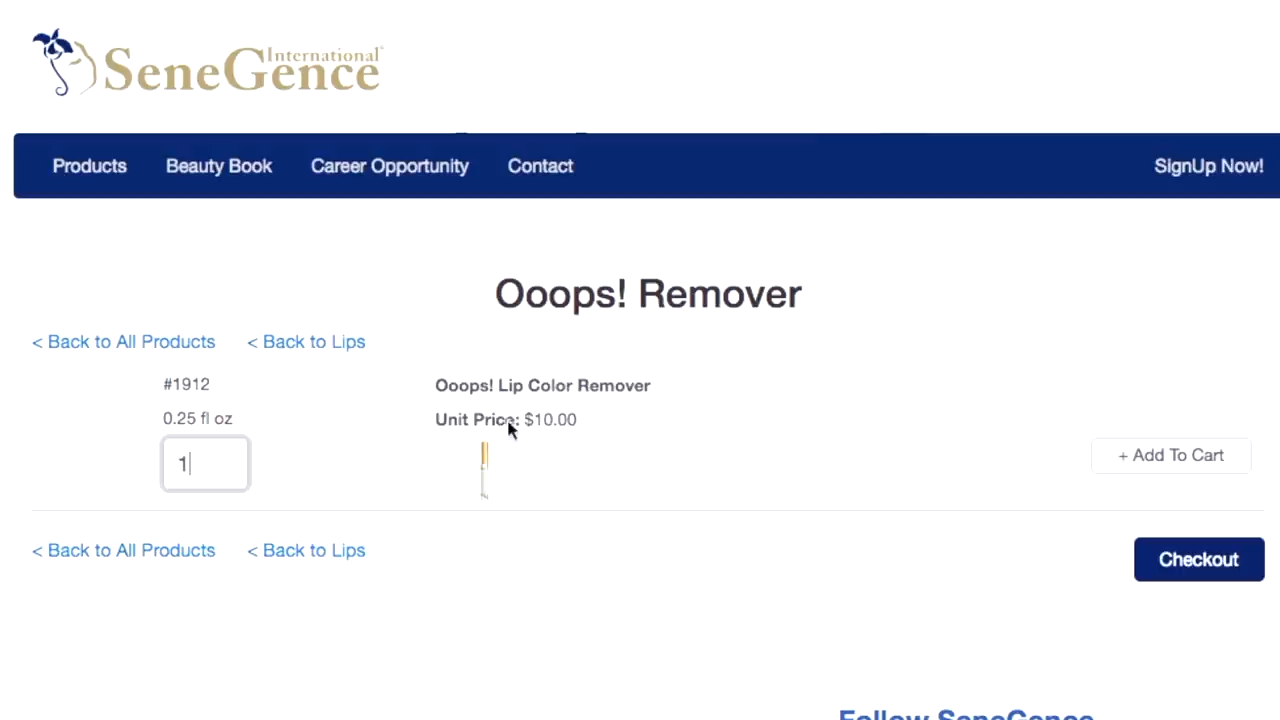 International
SeneGence
Products Beauty Book Career Opportunity Contact SignUp Now!
Ooops! Remover
< Back to All Products < Back to Lips
#1912 Ooops! Lip Color Remover
0.25 fl oz Unit Price: $10.00
1
+ Add To Cart
< Back to All Products < Back to Lips
Checkout
Follow SeneGence